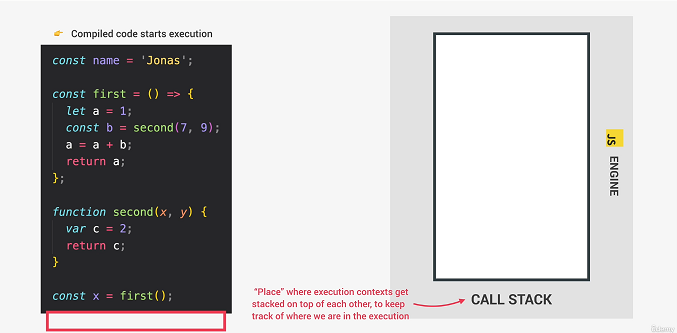 👉 Compiled code starts execution
const name = 'Jonas';
const first = () => {
let a = 1;
const b = second(7, 9);
a = a + b;
return a;
};
function second(x, y) {
var c = 2;
return c;
}
const x = first();
JS ENGINE
"Place" where execution contexts get
stacked on top of each other, to keep
track of where we are in the execution
CALL STACK
Udemy